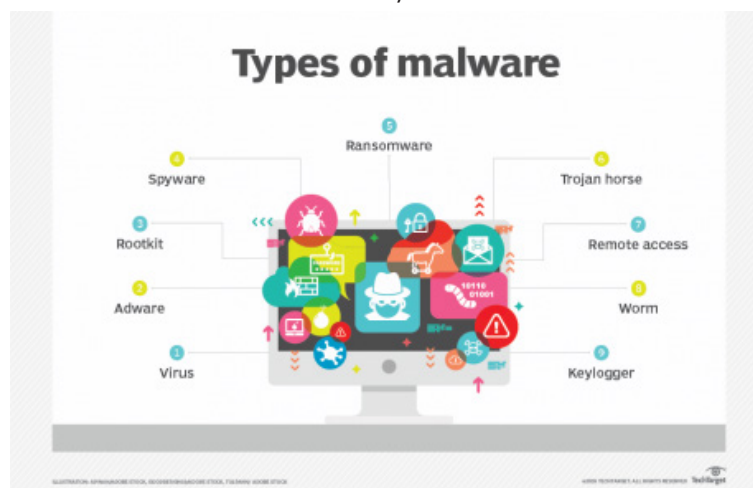 Types of malware
5
Ransomware
4
Spyware
6
Trojan horse
3
Rootkit
7
Remote access
2
Adware
8
Worm
1
Virus
9
Keylogger
10110
01001
TechTarget